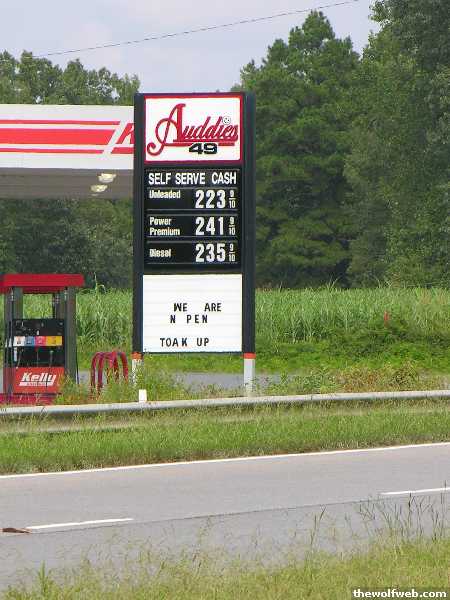 Auddies
49
SELF SERVE CASH
Unleaded 223 9/10
Power Premium 241 9/10
Diesel 235 9/10
WE ARE
N PEN
TOAK UP
Kelly
thewolfweb.com